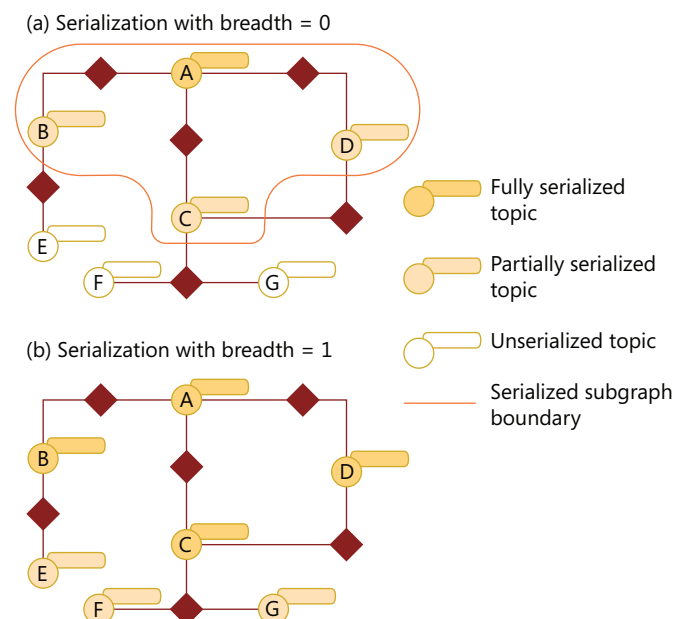 (a) Serialization with breadth = 0
A
B
D
C
E
F
G
Fully serialized
topic
Partially serialized
topic
Unserialized topic
Serialized subgraph
boundary
(b) Serialization with breadth = 1
A
B
D
C
E
F
G